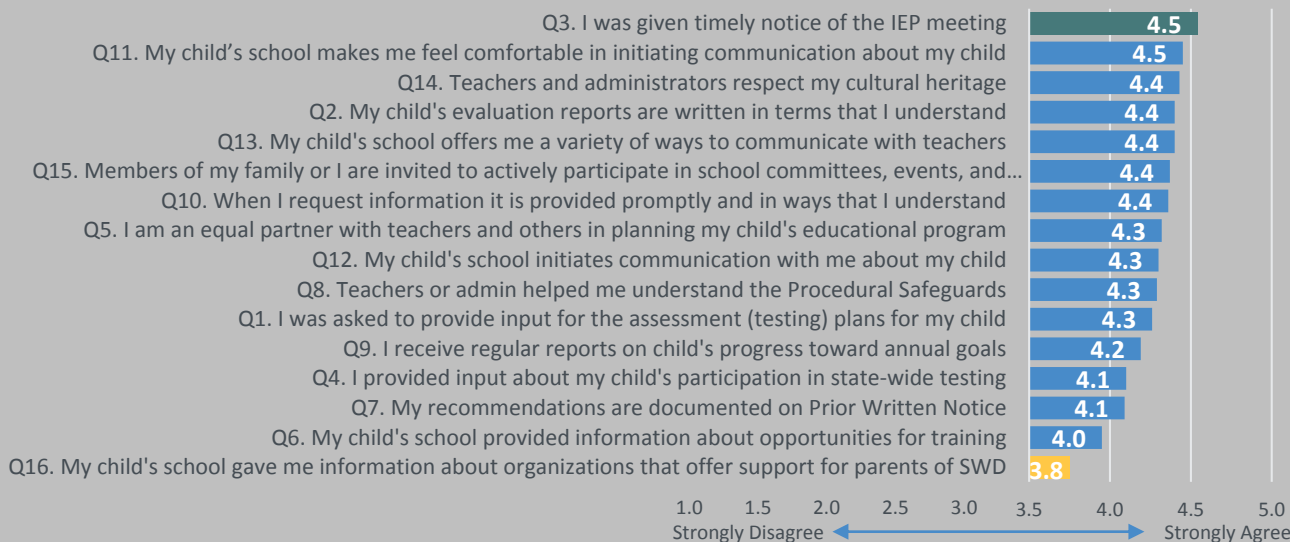 Q3. I was given timely notice of the IEP meeting 4.5
Q11. My child’s school makes me feel comfortable in initiating communication about my child 4.5
Q14. Teachers and administrators respect my cultural heritage 4.4
Q2. My child's evaluation reports are written in terms that I understand 4.4
Q13. My child's school offers me a variety of ways to communicate with teachers 4.4
Q15. Members of my family or I are invited to actively participate in school committees, events, and… 4.4
Q10. When I request information it is provided promptly and in ways that I understand 4.4
Q5. I am an equal partner with teachers and others in planning my child's educational program 4.3
Q12. My child's school initiates communication with me about my child 4.3
Q8. Teachers or admin helped me understand the Procedural Safeguards 4.3
Q1. I was asked to provide input for the assessment (testing) plans for my child 4.3
Q9. I receive regular reports on child's progress toward annual goals 4.2
Q4. I provided input about my child's participation in state-wide testing 4.1
Q7. My recommendations are documented on Prior Written Notice 4.1
Q6. My child's school provided information about opportunities for training 4.0
Q16. My child's school gave me information about organizations that offer support for parents of SWD 3.8
1.0 1.5 2.0 2.5 3.0 3.5 4.0 4.5 5.0
Strongly Disagree Strongly Agree